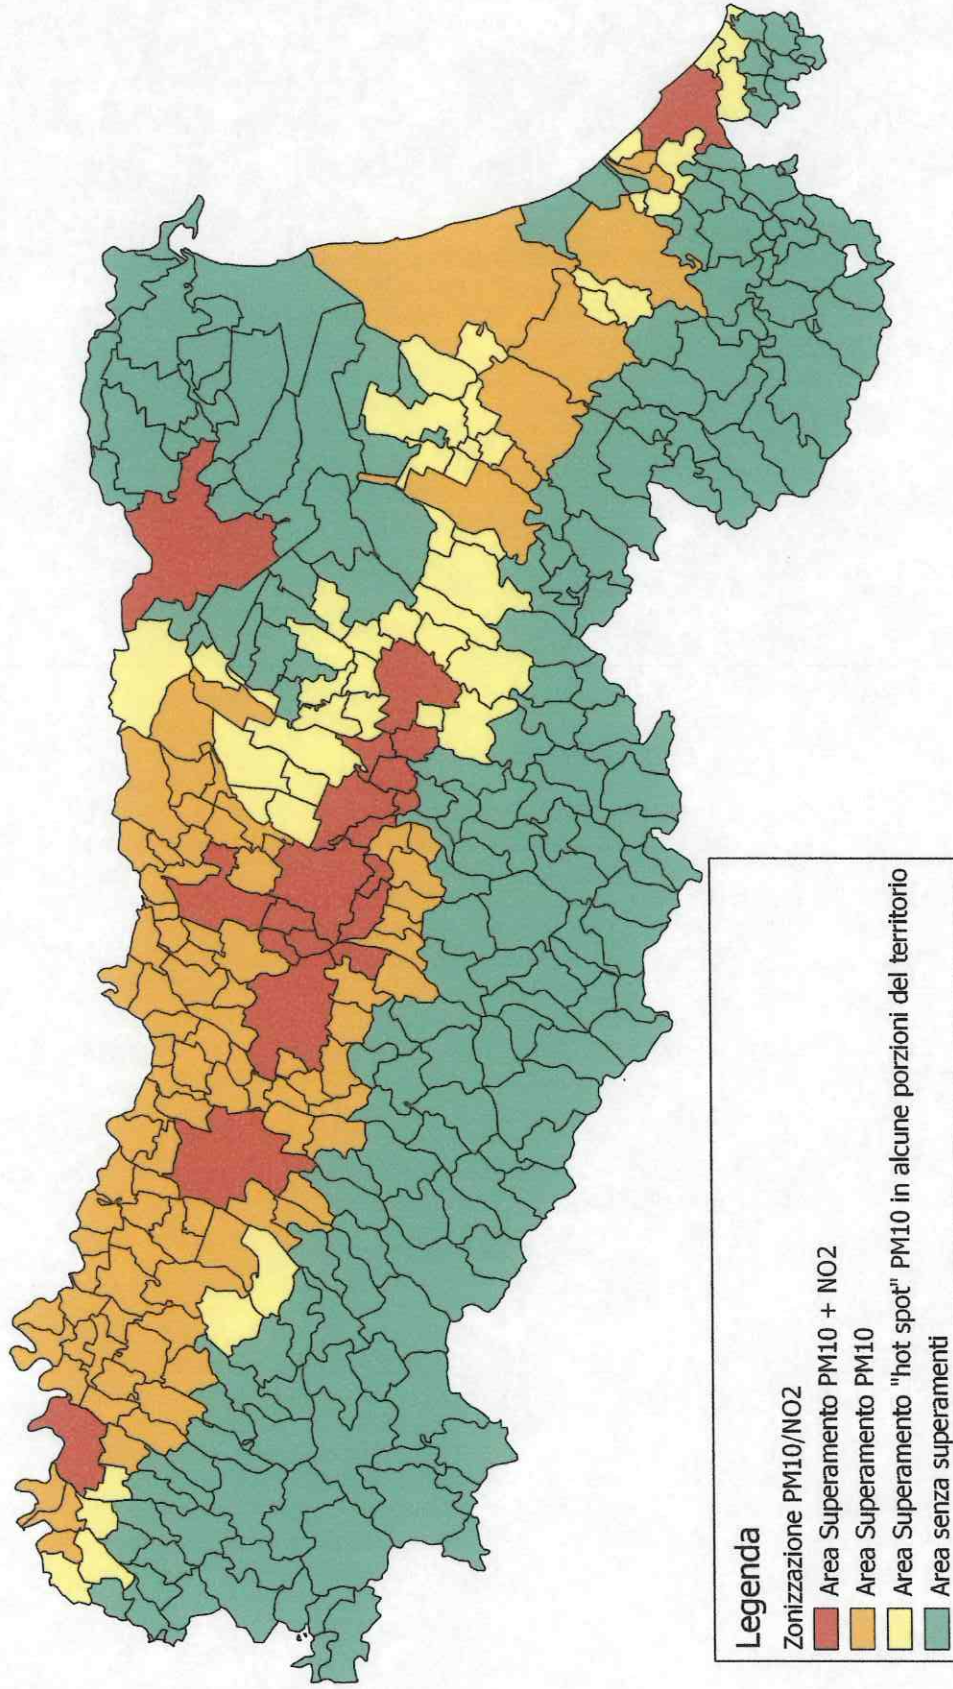 Legenda
Zonizzazione PM10/NO2
Area Superamento PM10 + NO2
Area Superamento PM10
Area Superamento "hot spot" PM10 in alcune porzioni del territorio
Area senza superamenti